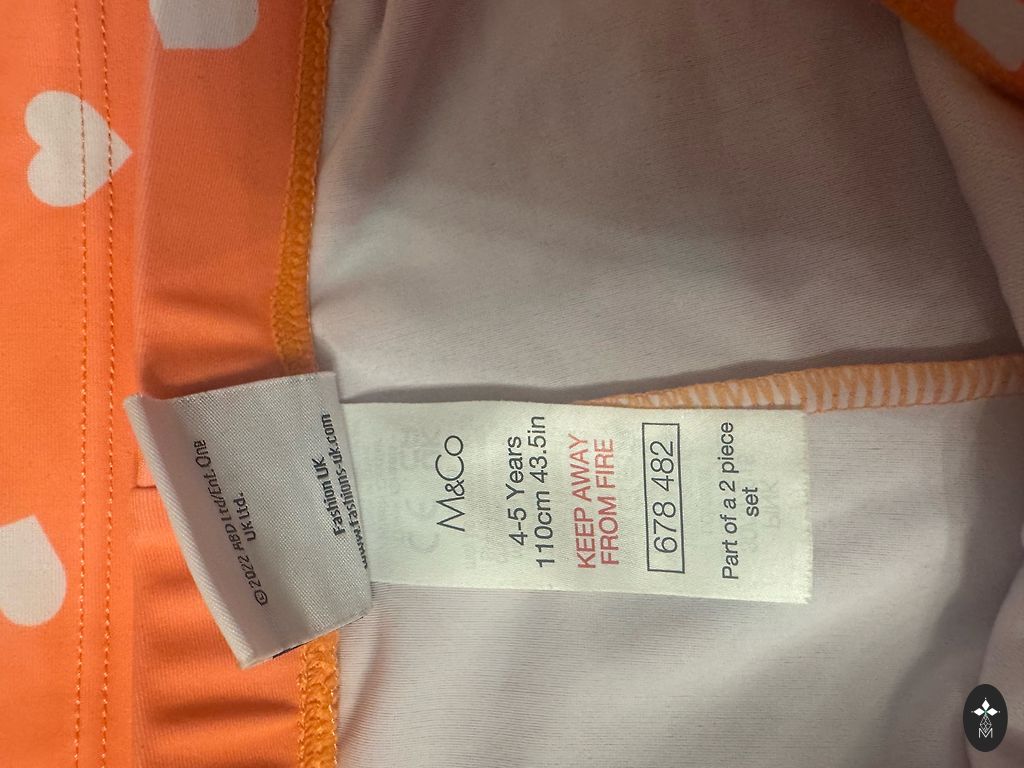 ©2022 ABD Ltd/Ent. One
UK Ltd.
Fashion UK
www.fashions-uk.com
M&Co
4-5 Years
110cm 43.5in
KEEP AWAY
FROM FIRE
678 482
Part of a 2 piece
set
M